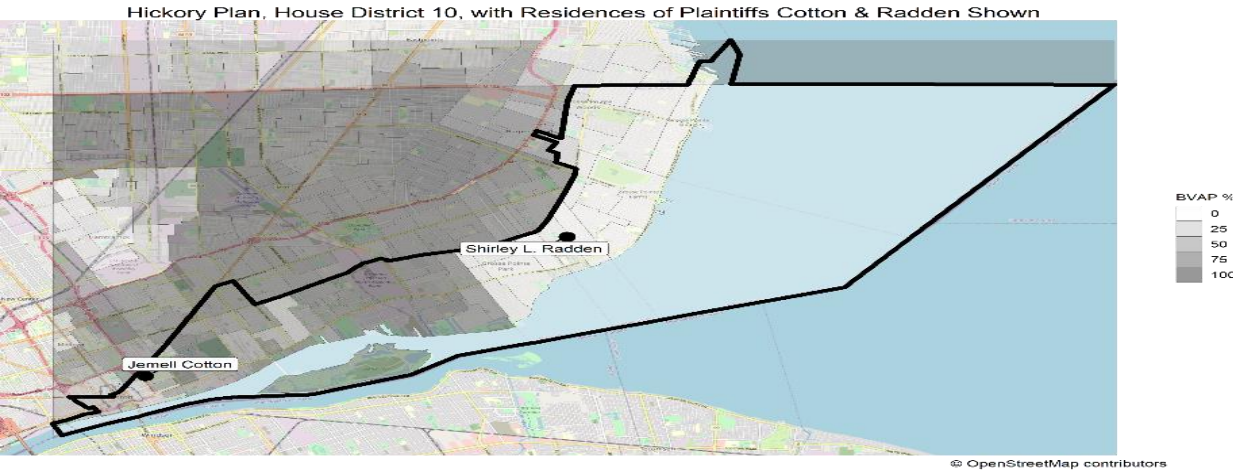 Hickory Plan, House District 10, with Residences of Plaintiffs Cotton & Radden Shown
Shirley L. Radden
Jemell Cotton
BVAP %
0
25
50
75
100
© OpenStreetMap contributors